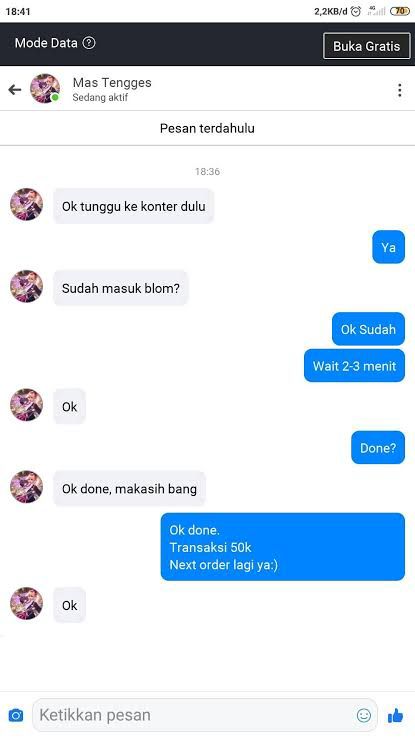 18:41
2,2KB/d 4G 70
Mode Data ?
Buka Gratis
Mas Tengges
Sedang aktif
Pesan terdahulu
18:36
Ok tunggu ke konter dulu
Ya
Sudah masuk blom?
Ok Sudah
Wait 2-3 menit
Ok
Done?
Ok done, makasih bang
Ok done.
Transaksi 50k
Next order lagi ya:)
Ok
Ketikkan pesan